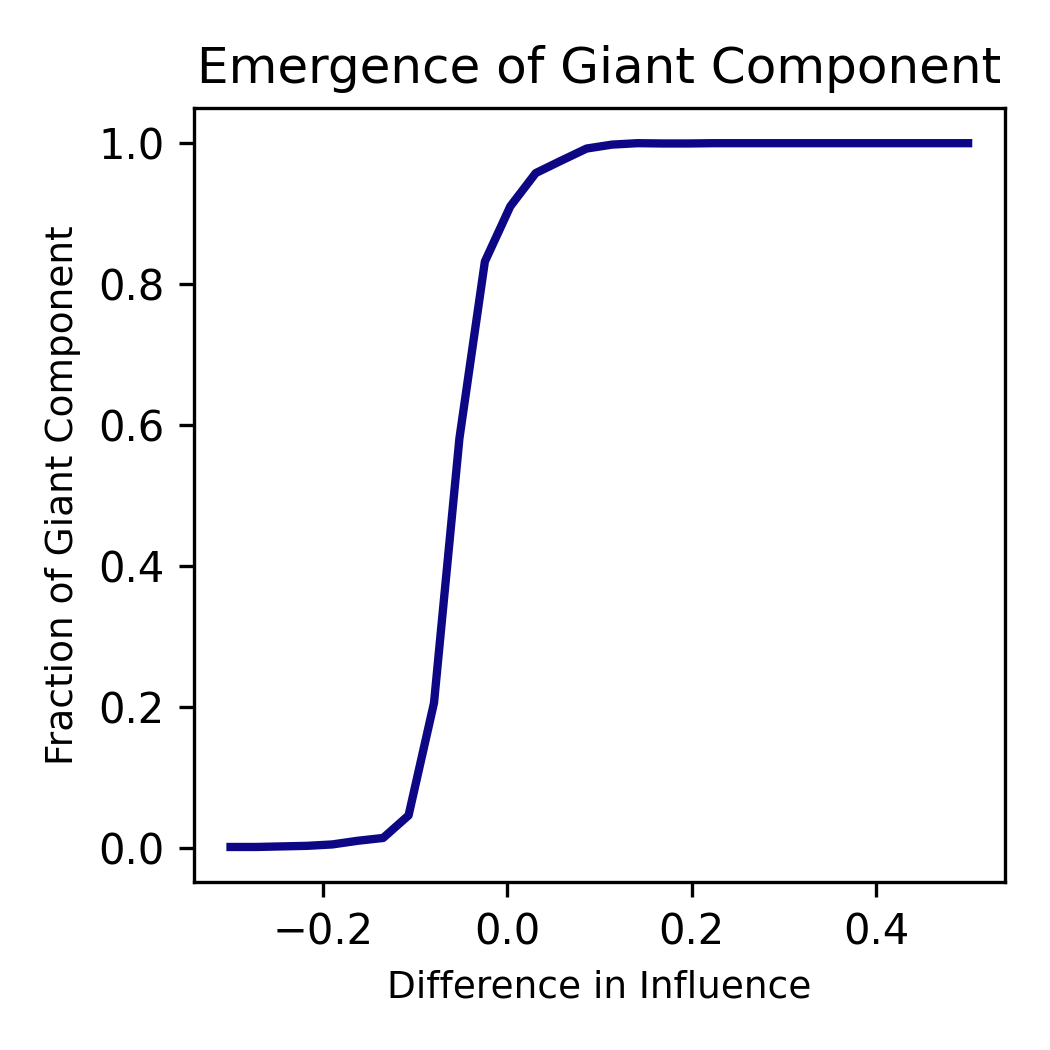 Emergence of Giant Component
Fraction of Giant Component
1.0
0.8
0.6
0.4
0.2
0.0
−0.2 0.0 0.2 0.4
Difference in Influence